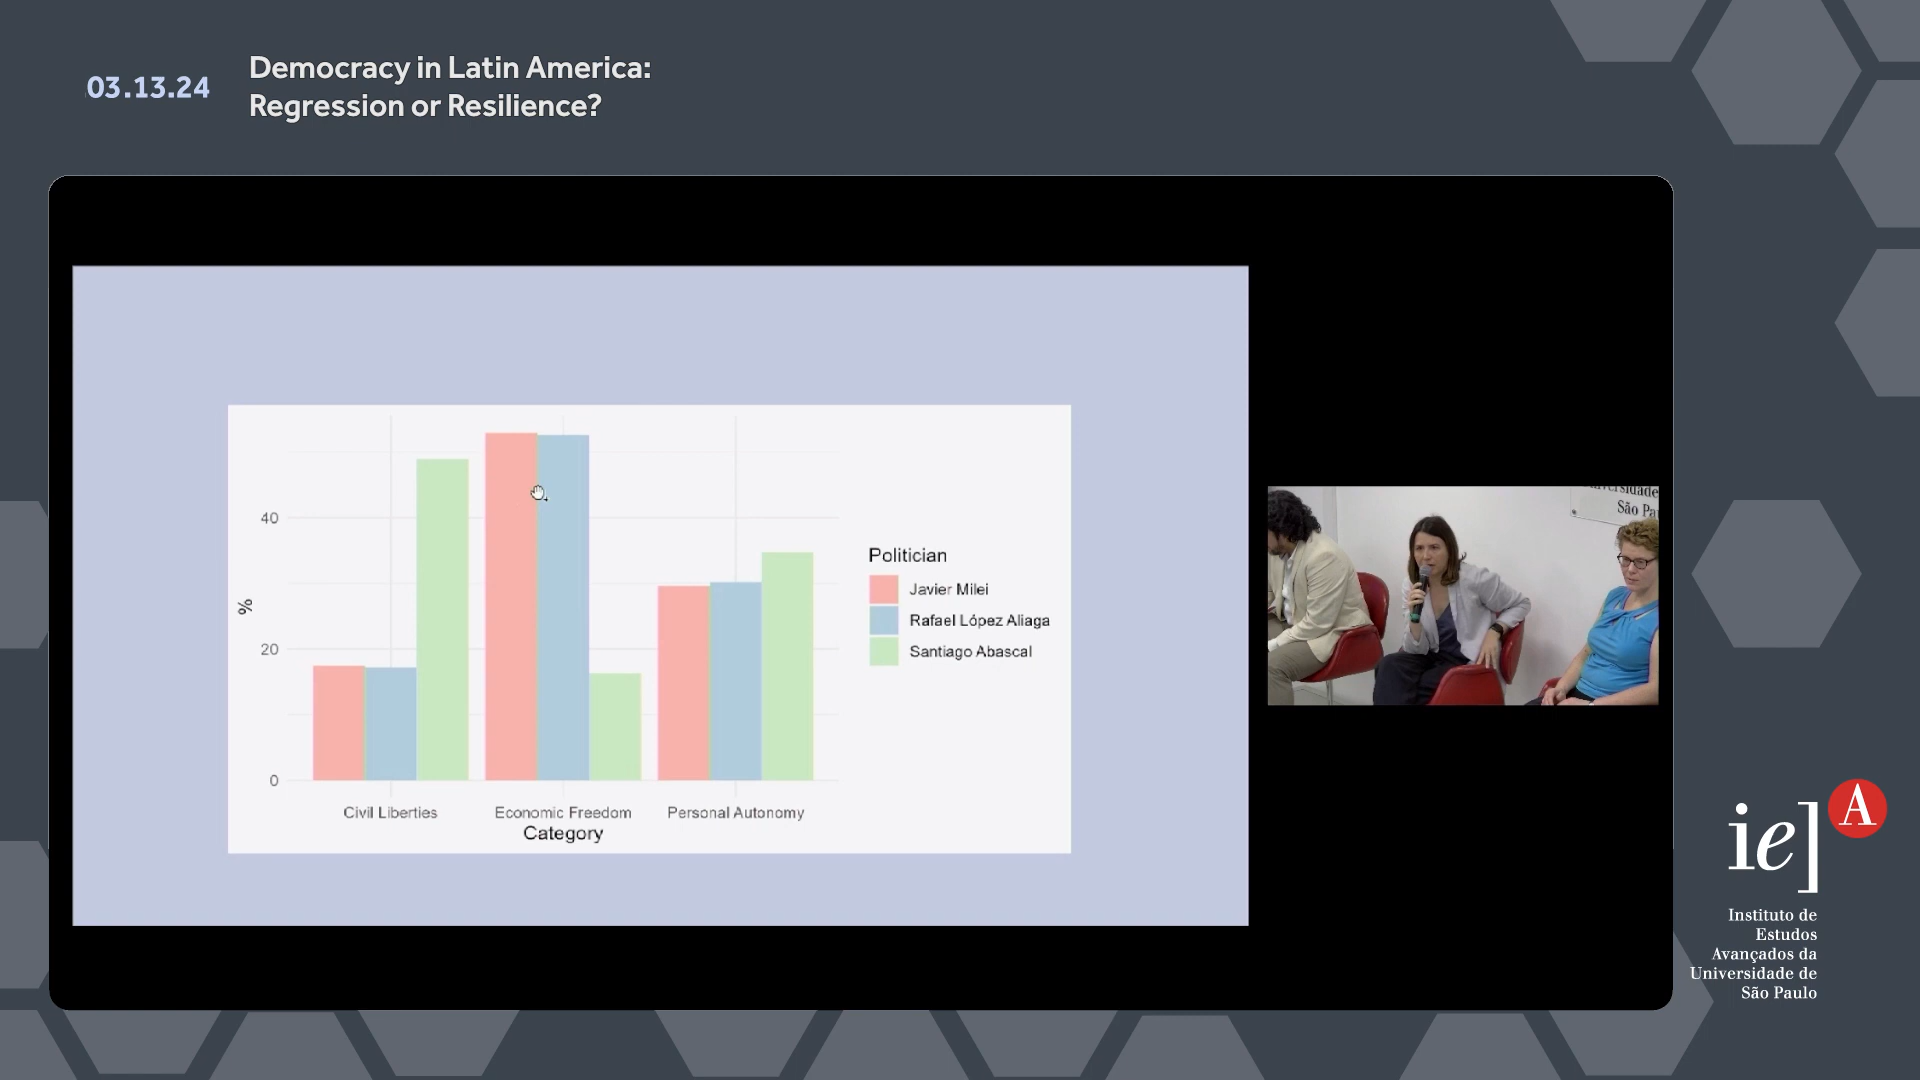 03.13.24
Democracy in Latin America:
Regression or Resilience?
40
20
0
%
Civil Liberties
Economic Freedom
Personal Autonomy
Category
Politician
Javier Milei
Rafael López Aliaga
Santiago Abascal
São
ie]A
Instituto de
Estudos
Avançados da
Universidade de
São Paulo